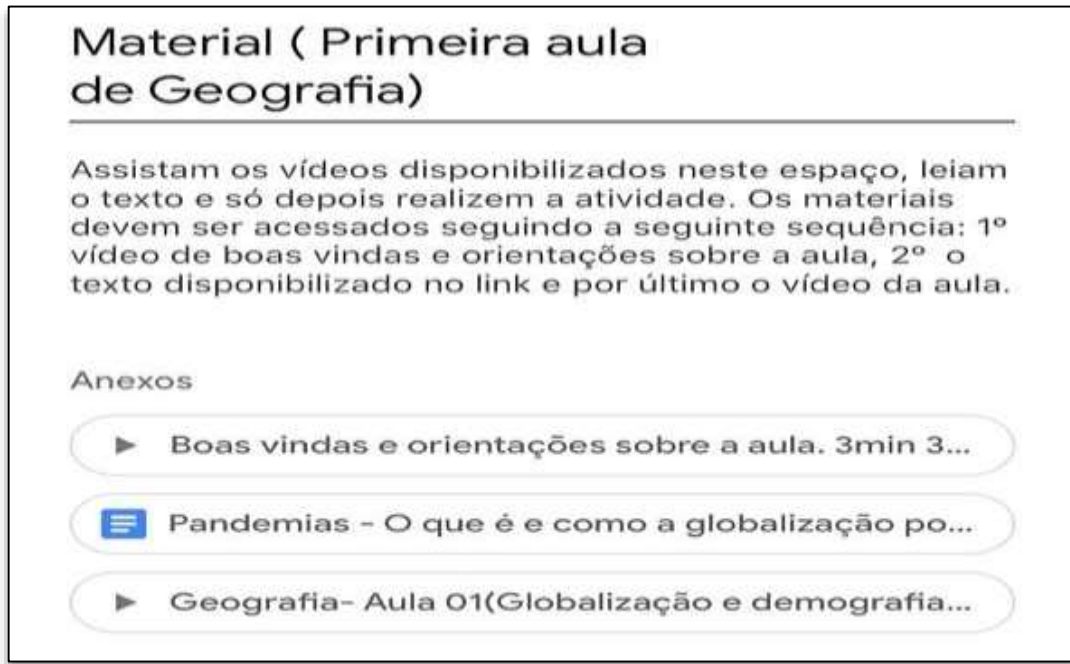 Material ( Primeira aula
de Geografia)
Assistam os vídeos disponibilizados neste espaço, leiam
o texto e só depois realizem a atividade. Os materiais
devem ser acessados seguindo a seguinte sequência: 1º
vídeo de boas vindas e orientações sobre a aula, 2º o
texto disponibilizado no link e por último o vídeo da aula.
Anexos
Boas vindas e orientações sobre a aula. 3min 3...
Pandemias - O que é e como a globalização po...
Geografia- Aula 01(Globalização e demografia...